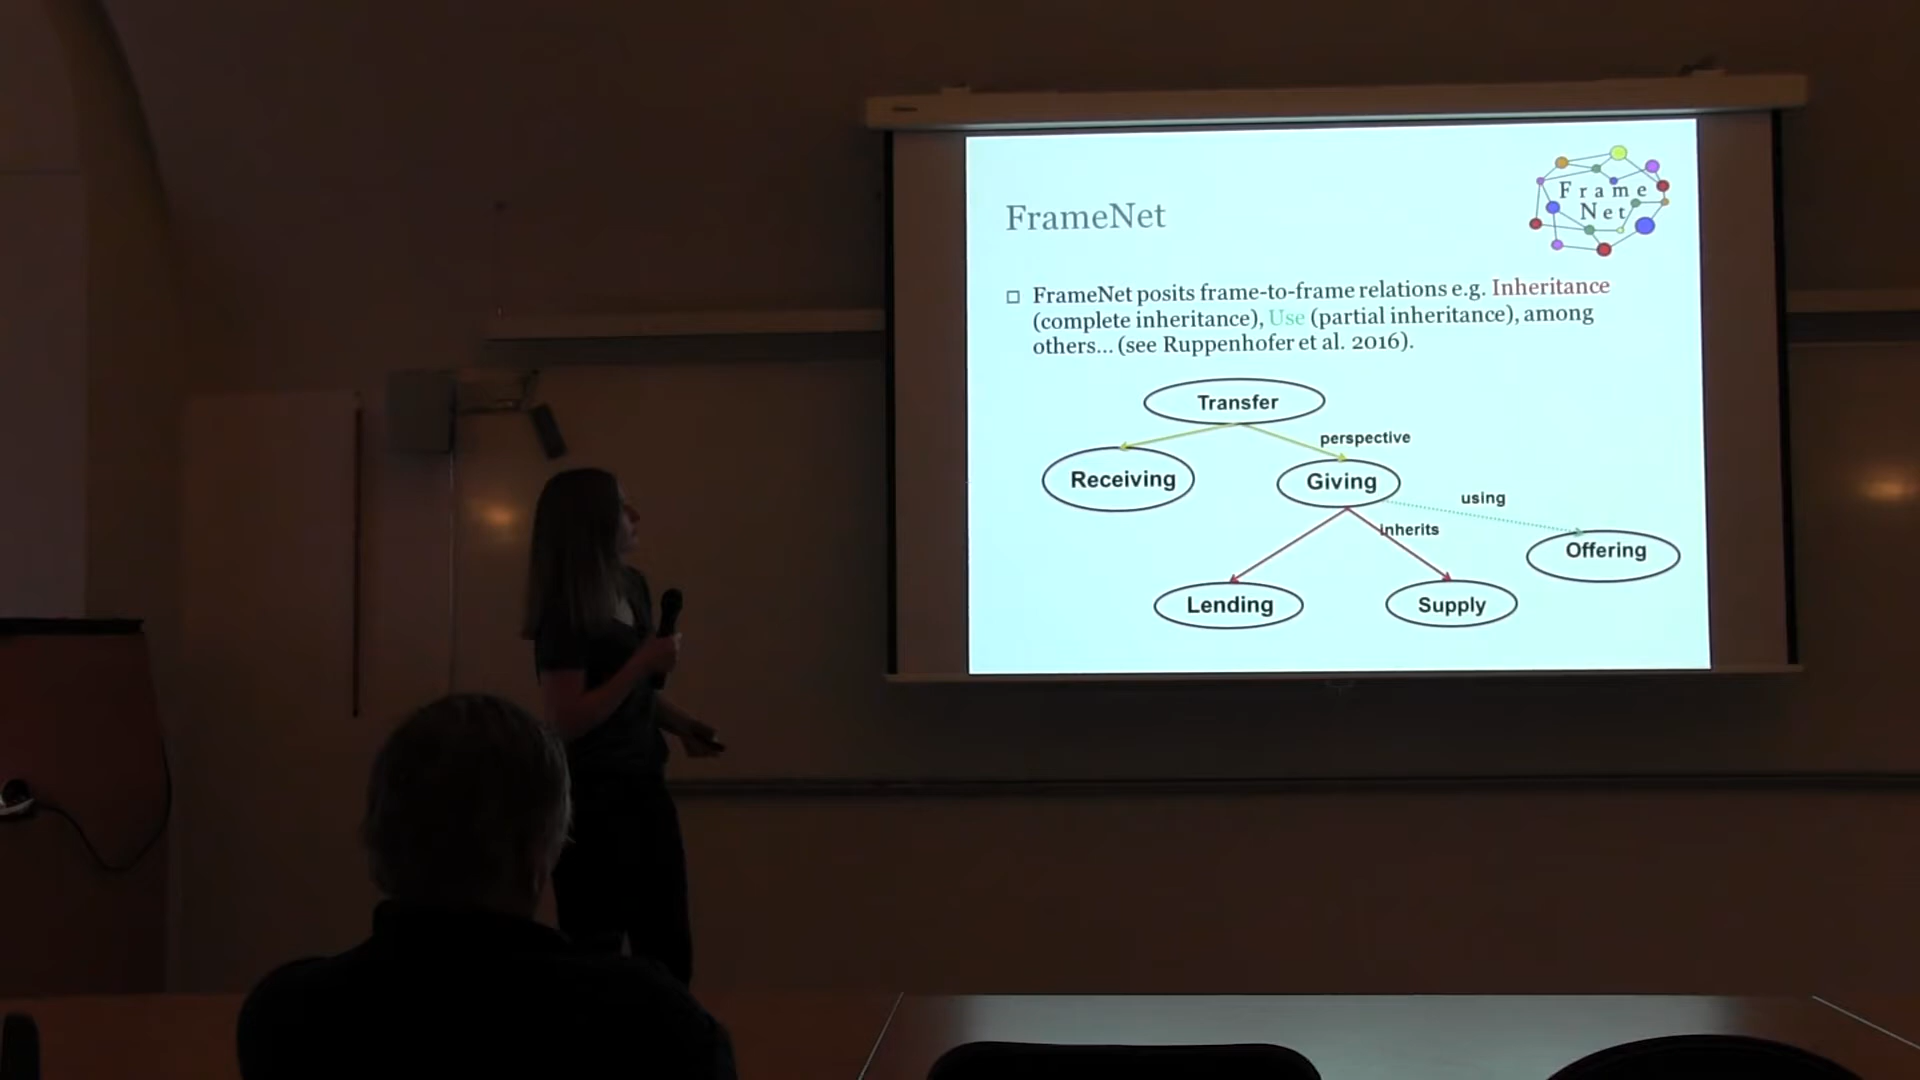 Frame
Net
FrameNet
FrameNet posits frame-to-frame relations e.g. Inheritance
(complete inheritance), Use (partial inheritance), among
others... (see Ruppenhofer et al. 2016).
Transfer
perspective
Receiving
Giving
using
inherits
Offering
Lending
Supply